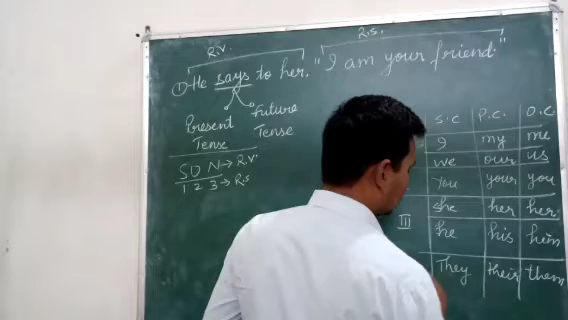 R.V. R.S.
① He says to her, "I am your friend."
Present Tense
Future Tense
S O N → R.V.
1 2 3 → R.S
S.C P.C. O.C
I my me
we our us
You your you
she her her
III he his him
They their them